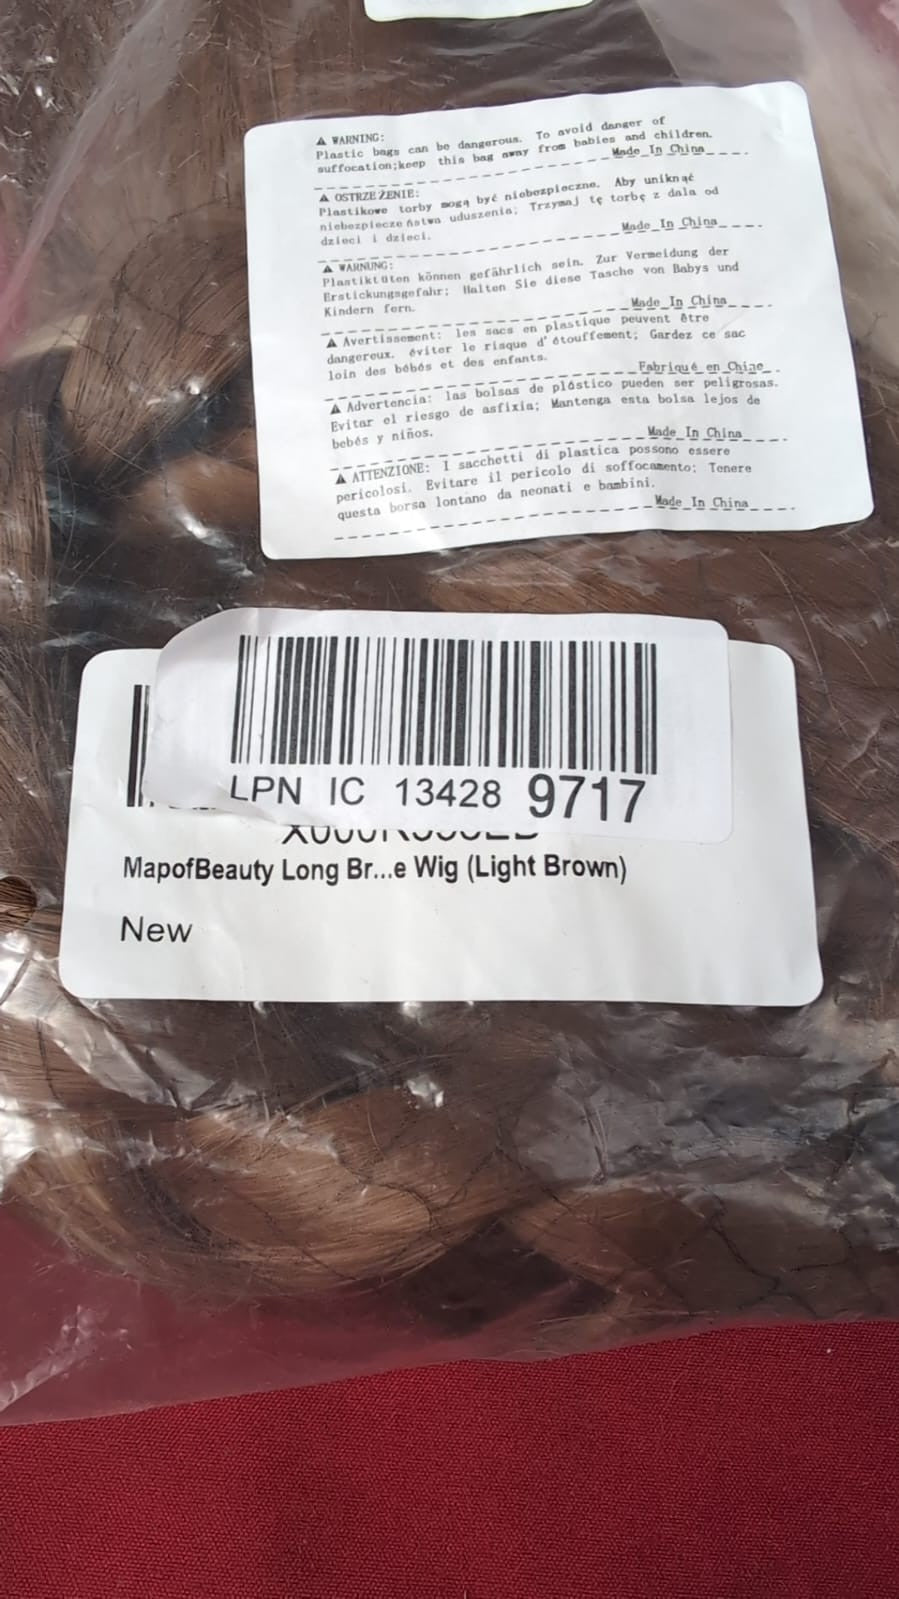 ⚠ WARNING:
Plastic bags can be dangerous. To avoid danger of
suffocation;keep this bag away from babies and children.
Made In China
⚠ OSTRZEŻENIE:
Plastikowe torby mogą być niebezpieczne. Aby uniknąć
niebezpieczeństwa uduszenia; Trzymaj tę torbę z dala od
dzieci i dzieci.
Made In China
⚠ WARNUNG:
Plastiktüten können gefährlich sein. Zur Vermeidung der
Erstickungsgefahr; Halten Sie diese Tasche von Babys und
Kindern fern.
Made In China
⚠ Avertissement: les sacs en plastique peuvent être
dangereux. éviter le risque d'étouffement; Gardez ce sac
loin des bébés et des enfants.
Fabriqué en Chine
⚠ Advertencia: las bolsas de plástico pueden ser peligrosas.
Evitar el riesgo de asfixia; Mantenga esta bolsa lejos de
bebés y niños.
Made In China
⚠ ATTENZIONE: I sacchetti di plastica possono essere
pericolosi. Evitare il pericolo di soffocamento; Tenere
questa borsa lontano da neonati e bambini.
Made In China
LPN IC 13428 9717
MapofBeauty Long Br...e Wig (Light Brown)
New